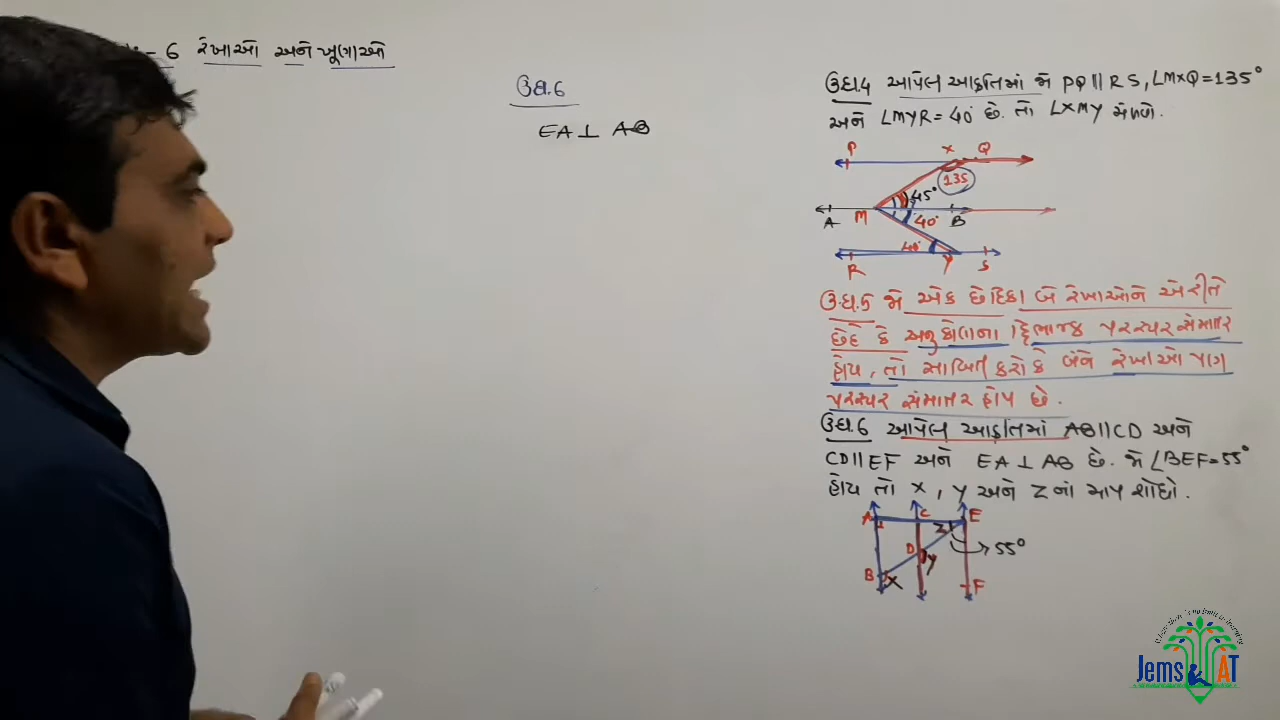 - 6 રેખાઓ અને ખૂણાઓ
ઉદા.6
EA ⊥ AB
ઉદા.4 આપેલ આકૃતિમાં જો PQ || RS, ∠MXQ = 135°
અને ∠MYR = 40° છે. તો ∠XMY મેળવો.
P X Q
135
45°
A M 40° B
40°
R Y S
ઉદા.5 જો એક છેદિકા બે રેખાઓને એ રીતે
છેદે કે અનુકોણના દ્વિભાજક પરસ્પર સમાંતર
હોય, તો સાબિત કરો કે બંને રેખાઓ પણ
પરસ્પર સમાંતર હોય છે.
ઉદા.6 આપેલ આકૃતિમાં AB || CD અને
CD || EF અને EA ⊥ AB છે. જો ∠BEF = 55°
હોય તો x, y અને z નાં માપ શોધો.
A C E
z
55°
D y
B x F
Jems AT